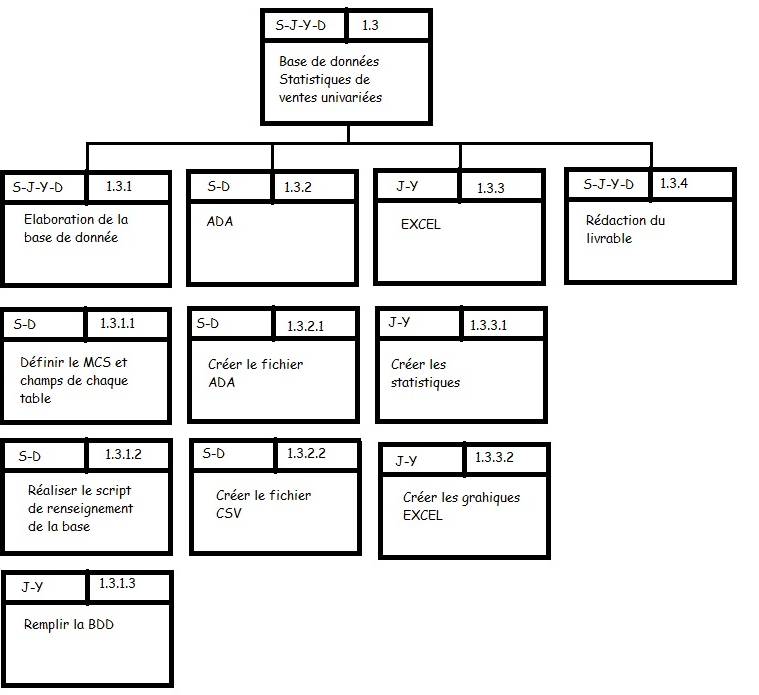 S-J-Y-D 1.3
Base de données
Statistiques de
ventes univariées
S-J-Y-D 1.3.1
Elaboration de la
base de donnée
S-D 1.3.2
ADA
J-Y 1.3.3
EXCEL
S-J-Y-D 1.3.4
Rédaction du
livrable
S-D 1.3.1.1
Définir le MCS et
champs de chaque
table
S-D 1.3.2.1
Créer le fichier
ADA
J-Y 1.3.3.1
Créer les
statistiques
S-D 1.3.1.2
Réaliser le script
de renseignement
de la base
S-D 1.3.2.2
Créer le fichier
CSV
J-Y 1.3.3.2
Créer les grahiques
EXCEL
J-Y 1.3.1.3
Remplir la BDD